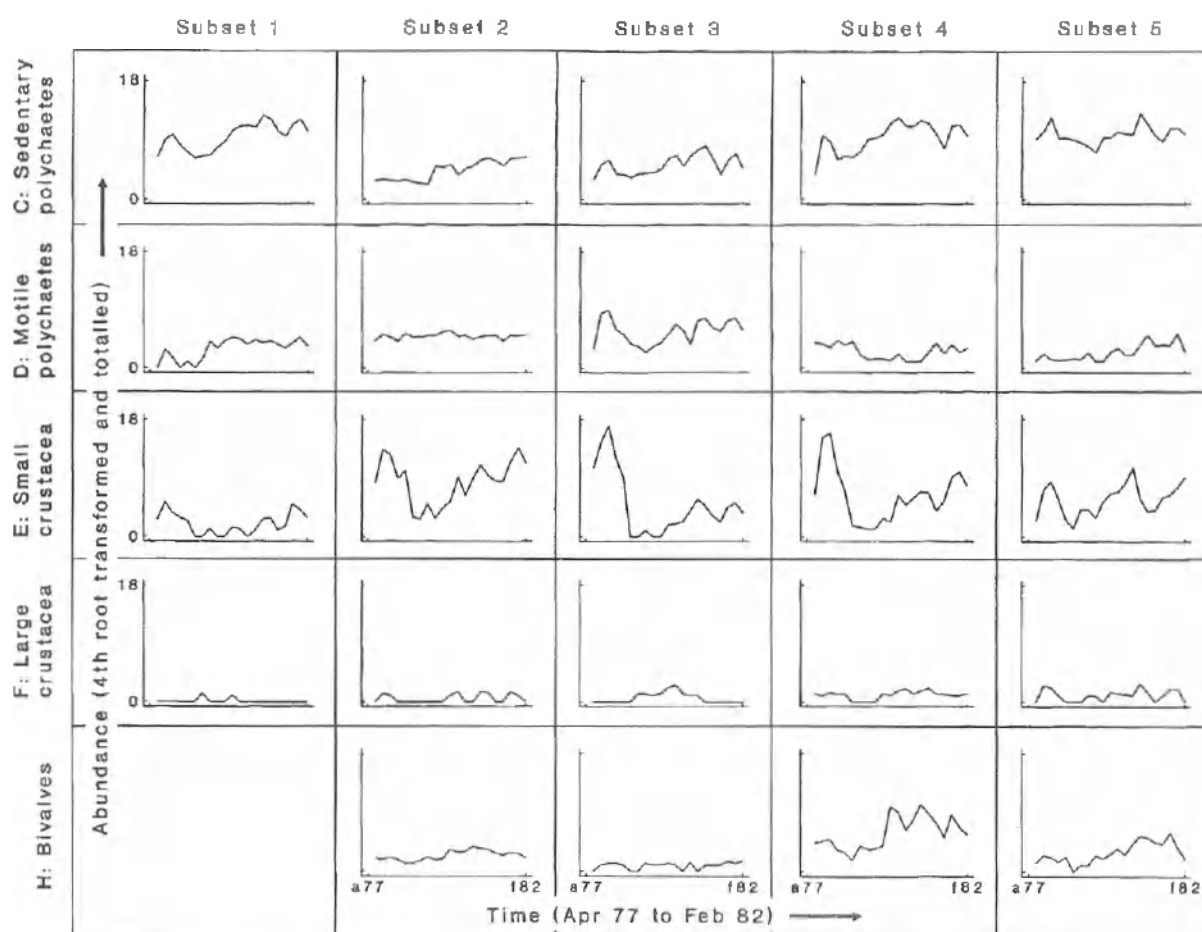 Subset 1 Subset 2 Subset 3 Subset 4 Subset 5
C: Sedentary
polychaetes
18
0
D: Motile
polychaetes
18
0
E: Small
crustacea
18
0
F: Large
crustacea
18
0
H: Bivalves
Abundance (4th root transformed and totalled)
a77 f82 a77 f82 a77 f82 a77 f82
Time (Apr 77 to Feb 82)